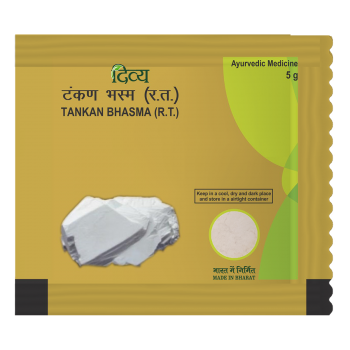 दिव्य
Ayurvedic Medicine
5 g
टंकण भस्म (र.त.)
TANKAN BHASMA (R.T.)
Keep in a cool, dry and dark place
and store in a airtight container
भारत में निर्मित
MADE IN BHARAT